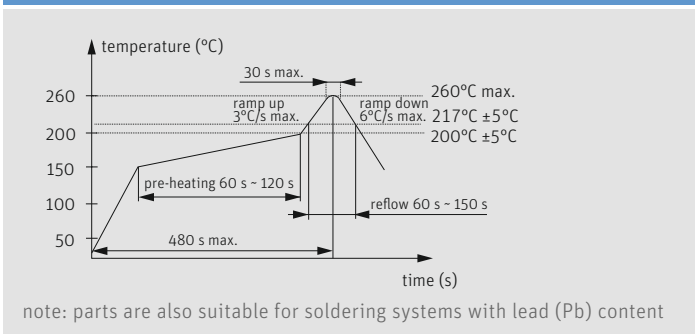 temperature (°C)
30 s max.
260
260°C max.
ramp up
3°C/s max.
ramp down
6°C/s max.
217°C ±5°C
200
200°C ±5°C
150
pre-heating 60 s ~ 120 s
100
reflow 60 s ~ 150 s
50
480 s max.
time (s)
note: parts are also suitable for soldering systems with lead (Pb) content